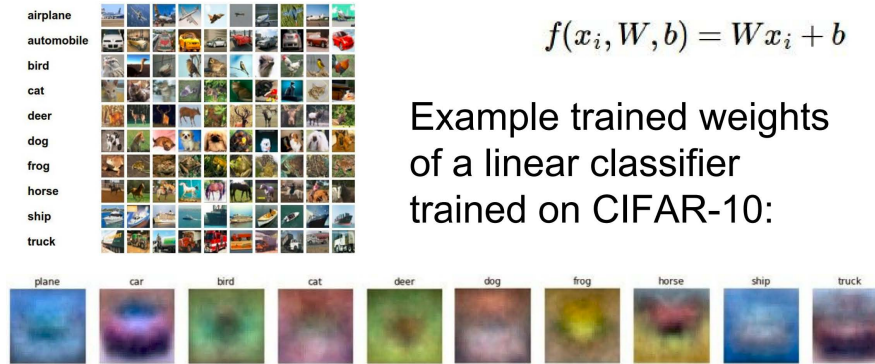 airplane
automobile
bird
cat
deer
dog
frog
horse
ship
truck
f(x_i, W, b) = Wx_i + b
Example trained weights
of a linear classifier
trained on CIFAR-10:
plane car bird cat deer dog frog horse ship truck